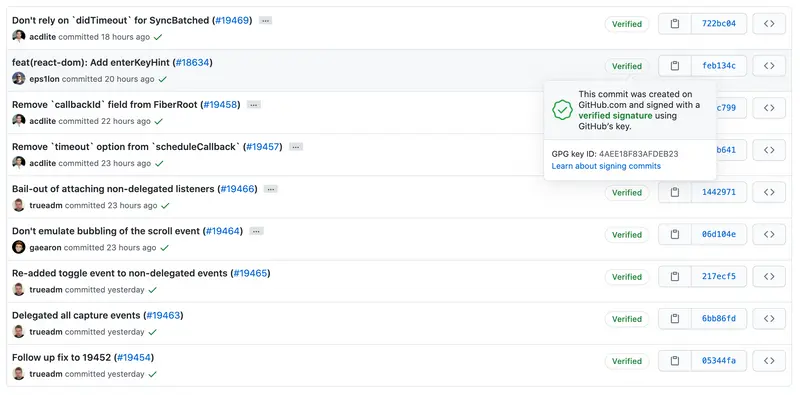 Don't rely on `didTimeout` for SyncBatched (#19469) ...
Verified 722bc04
acdlite committed 18 hours ago
feat(react-dom): Add enterKeyHint (#18634)
Verified feb134c
eps1lon committed 20 hours ago
This commit was created on
GitHub.com and signed with a
verified signature using
GitHub's key.
GPG key ID: 4AEE18F83AFDEB23
Learn about signing commits
Remove `callbackId` field from FiberRoot (#19458) ...
c799
acdlite committed 22 hours ago
Remove `timeout` option from `scheduleCallback` (#19457) ...
b641
acdlite committed 23 hours ago
Bail-out of attaching non-delegated listeners (#19466) ...
Verified 1442971
trueadm committed 23 hours ago
Don't emulate bubbling of the scroll event (#19464) ...
Verified 06d104e
gaearon committed 23 hours ago
Re-added toggle event to non-delegated events (#19465)
Verified 217ecf5
trueadm committed yesterday
Delegated all capture events (#19463)
Verified 6bb86fd
trueadm committed yesterday
Follow up fix to 19452 (#19454)
Verified 05344fa
trueadm committed yesterday